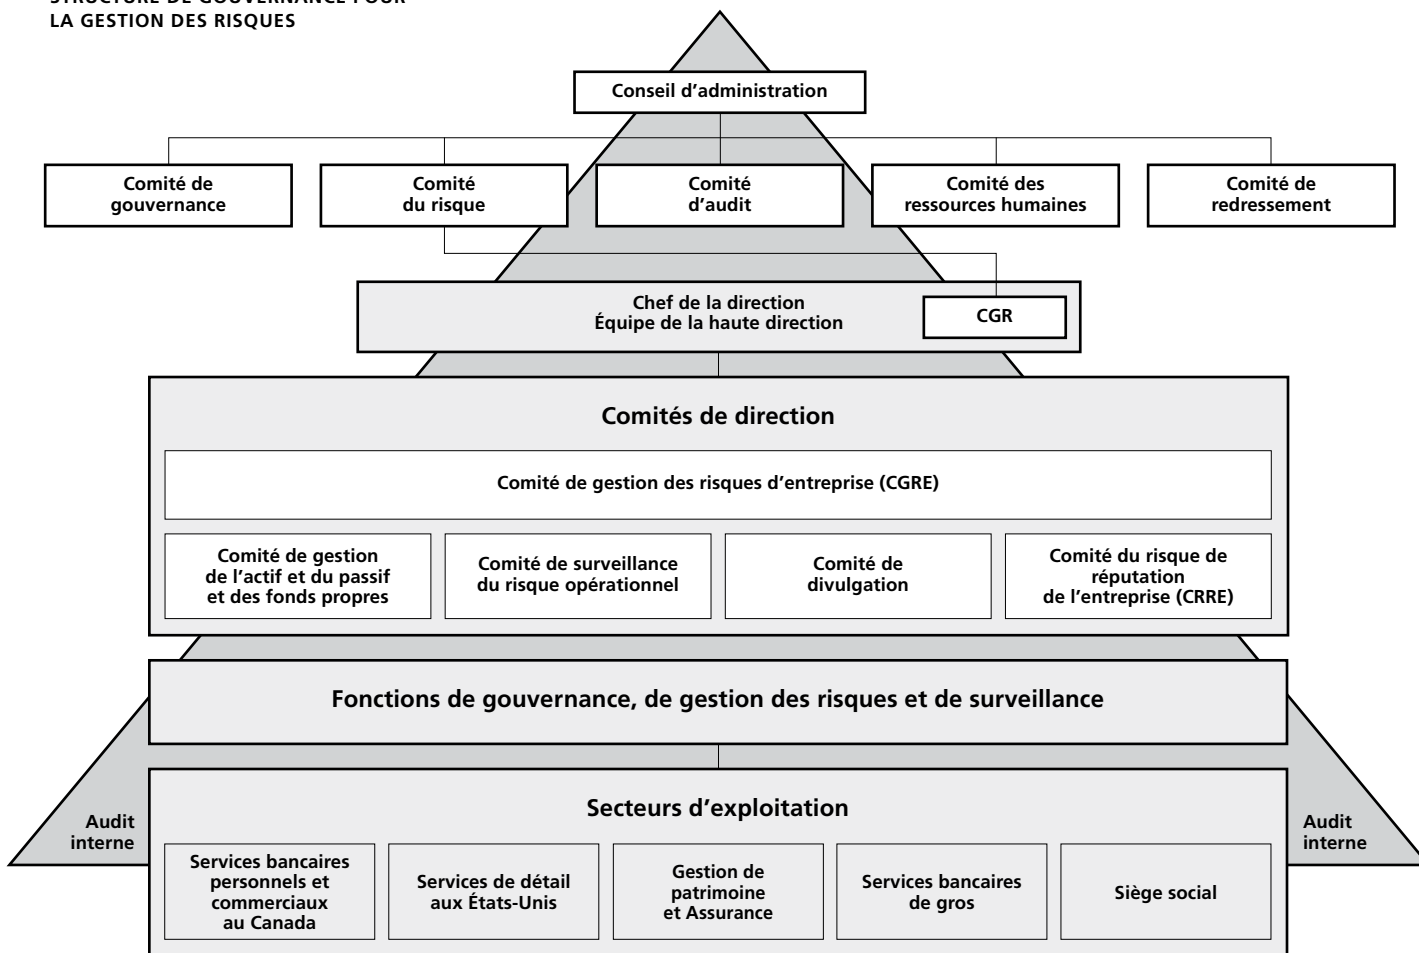 STRUCTURE DE GOUVERNANCE POUR
LA GESTION DES RISQUES
Conseil d'administration
Comité de
gouvernance
Comité
du risque
Comité
d'audit
Comité des
ressources humaines
Comité de
redressement
Chef de la direction
Équipe de la haute direction
CGR
Comités de direction
Comité de gestion des risques d'entreprise (CGRE)
Comité de gestion
de l'actif et du passif
et des fonds propres
Comité de surveillance
du risque opérationnel
Comité de
divulgation
Comité du risque de
réputation
de l'entreprise (CRRE)
Fonctions de gouvernance, de gestion des risques et de surveillance
Audit
interne
Secteurs d'exploitation
Services bancaires
personnels et
commerciaux
au Canada
Services de détail
aux États-Unis
Gestion de
patrimoine
et Assurance
Services bancaires
de gros
Siège social
Audit
interne